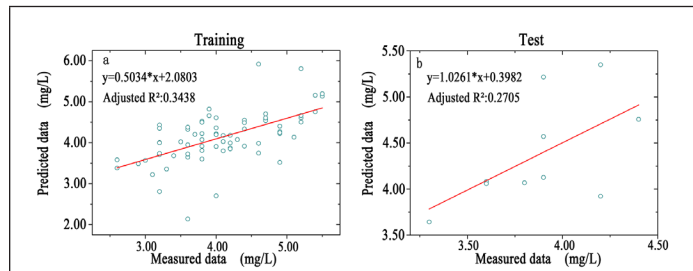 Training
a
y=0.5034*x+2.0803
Adjusted R²:0.3438
Predicted data (mg/L)
6.00
5.00
4.00
3.00
2.00
3.00 4.00 5.00
Measured data (mg/L)
Test
b
y=1.0261*x+0.3982
Adjusted R²:0.2705
Predicted data (mg/L)
5.50
5.00
4.50
4.00
3.50
3.50 4.00 4.50
Measured data (mg/L)